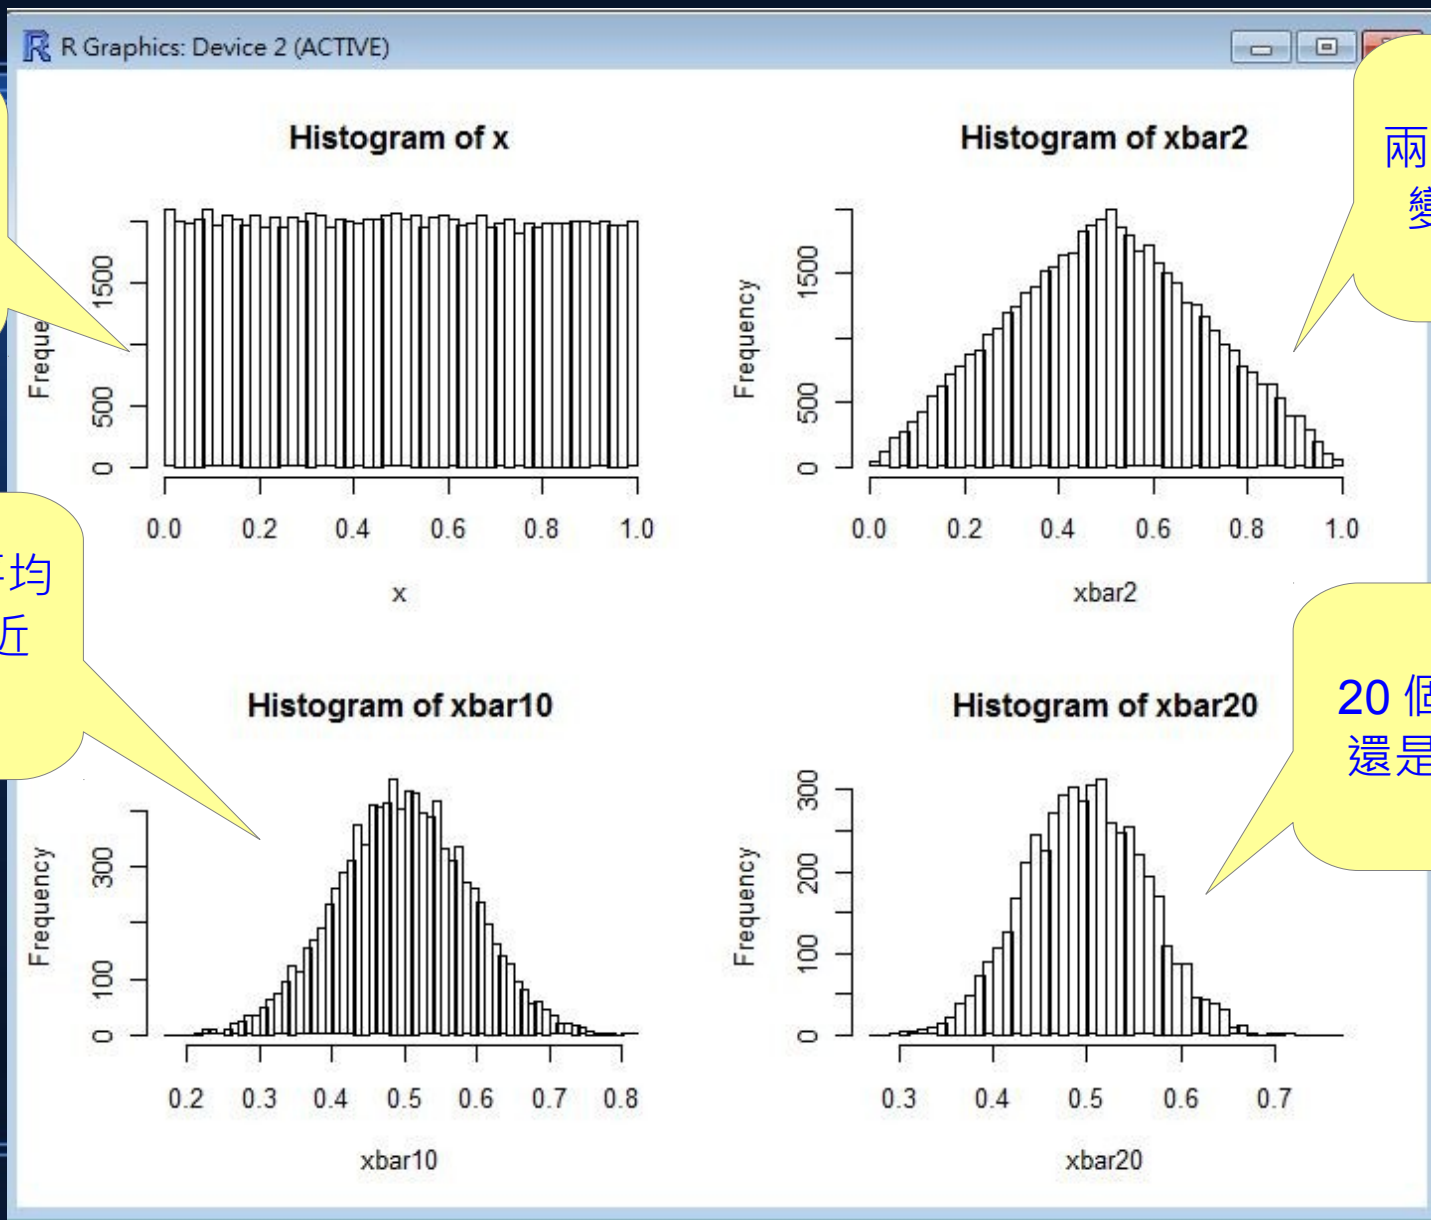 R Graphics: Device 2 (ACTIVE)
Histogram of x
Freque
0
500
1500
0.0 0.2 0.4 0.6 0.8 1.0
x
Histogram of xbar2
Frequency
0
500
1500
0.0 0.2 0.4 0.6 0.8 1.0
xbar2
兩
平均
近
Histogram of xbar10
Frequency
0
100
300
0.2 0.3 0.4 0.5 0.6 0.7 0.8
xbar10
Histogram of xbar20
Frequency
0
100
200
300
0.3 0.4 0.5 0.6 0.7
xbar20
20 個
還是